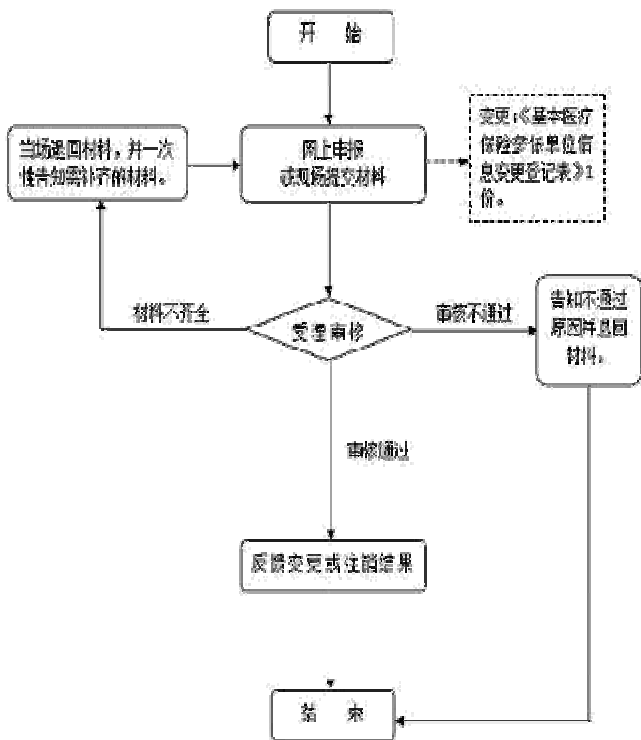 开 始
当场退回材料，并一次
性告知需补齐的材料。
网上申报
或现场提交材料
变更：《基本医疗
保险参保单位信
息变更登记表》1
份。
材料不齐全
受理审核
审核不通过
告知不通过
原因并退回
材料。
审核通过
反馈变更或注销结果
结 束